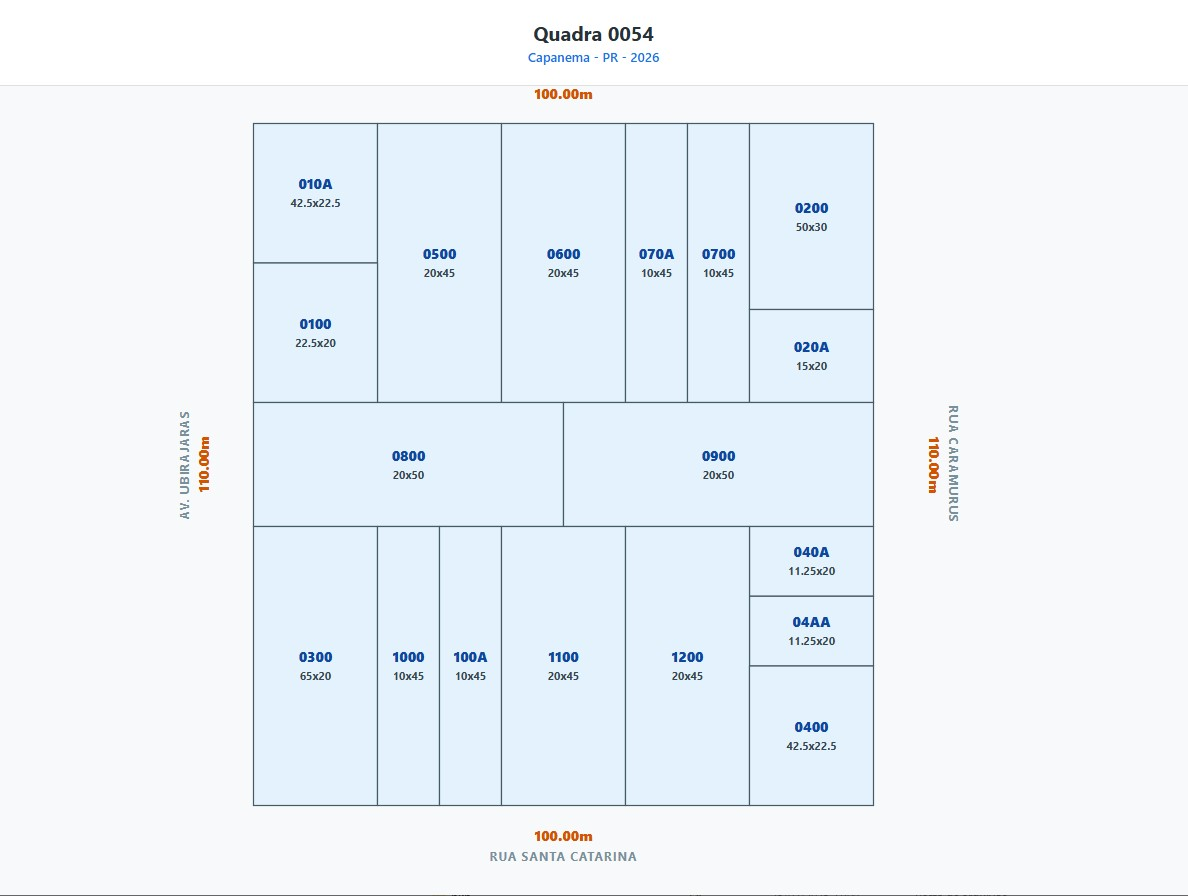 Quadra 0054
Capanema - PR - 2026
100.00m
010A
42.5x22.5
0500
20x45
0600
20x45
070A
10x45
0700
10x45
0200
50x30
0100
22.5x20
020A
15x20
AV. UBIRAJARAS
110.00m
0800
20x50
0900
20x50
110.00m
RUA CARAMURUS
0300
65x20
1000
10x45
100A
10x45
1100
20x45
1200
20x45
040A
11.25x20
04AA
11.25x20
0400
42.5x22.5
100.00m
RUA SANTA CATARINA